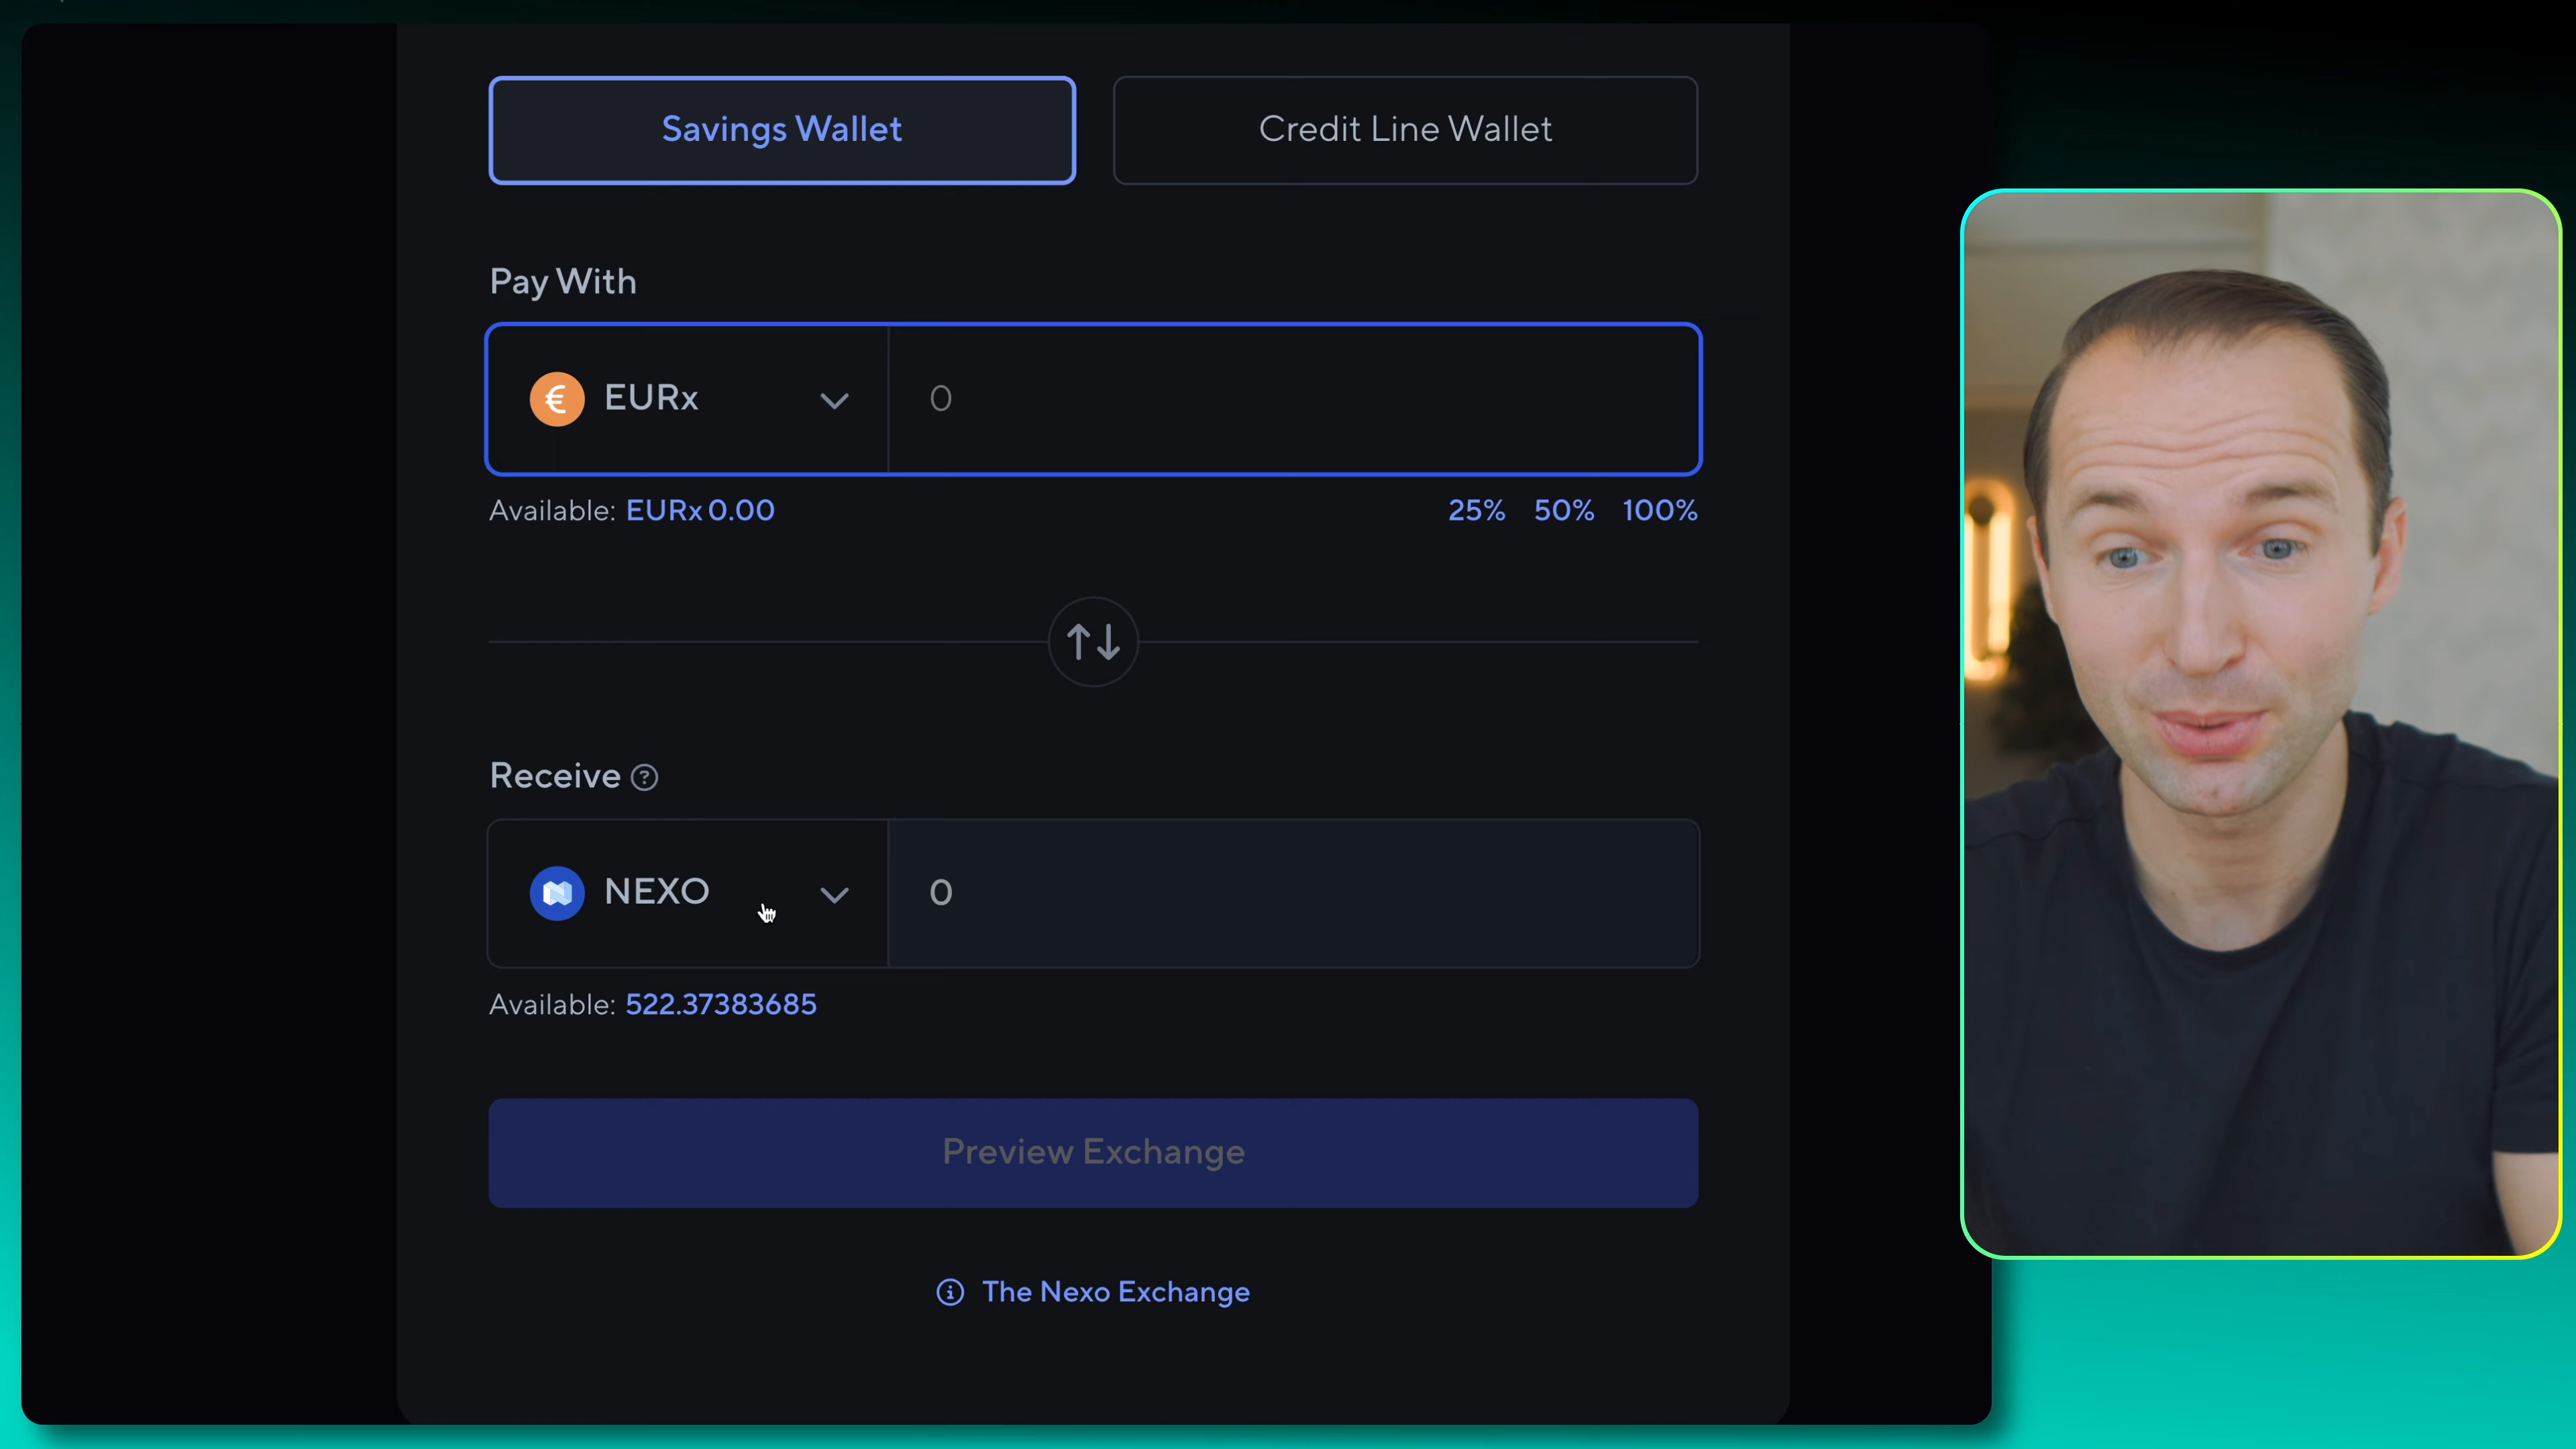 Savings Wallet
Credit Line Wallet
Pay With
€ EURx
0
Available: EURx 0.00
25% 50% 100%
Receive ?
NEXO
0
Available: 522.37383685
Preview Exchange
The Nexo Exchange